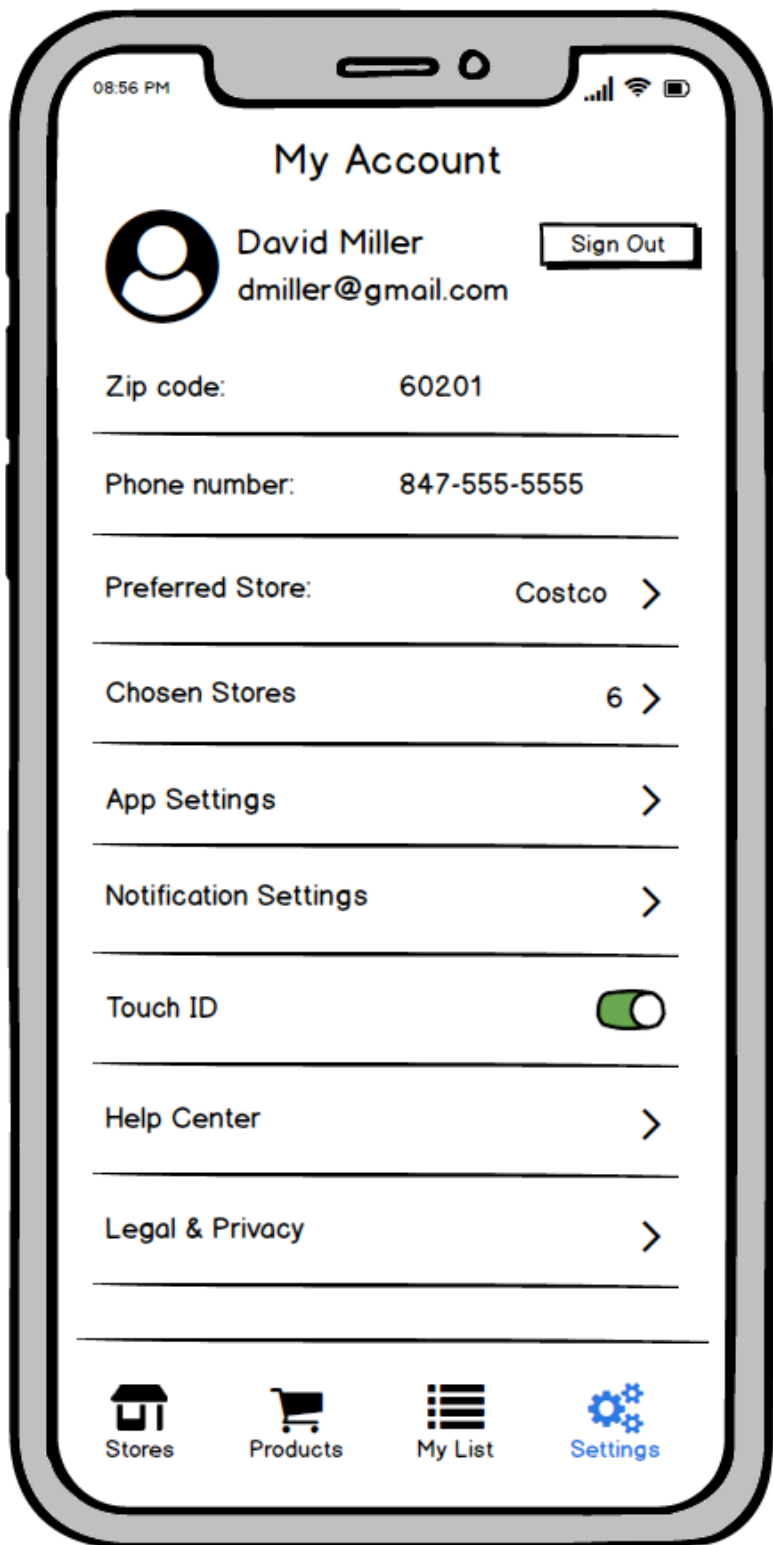 08:56 PM
My Account
David Miller
Sign Out
dmiller@gmail.com
Zip code: 60201
Phone number: 847-555-5555
Preferred Store: Costco
Chosen Stores 6
App Settings
Notification Settings
Touch ID
Help Center
Legal & Privacy
Stores Products My List Settings